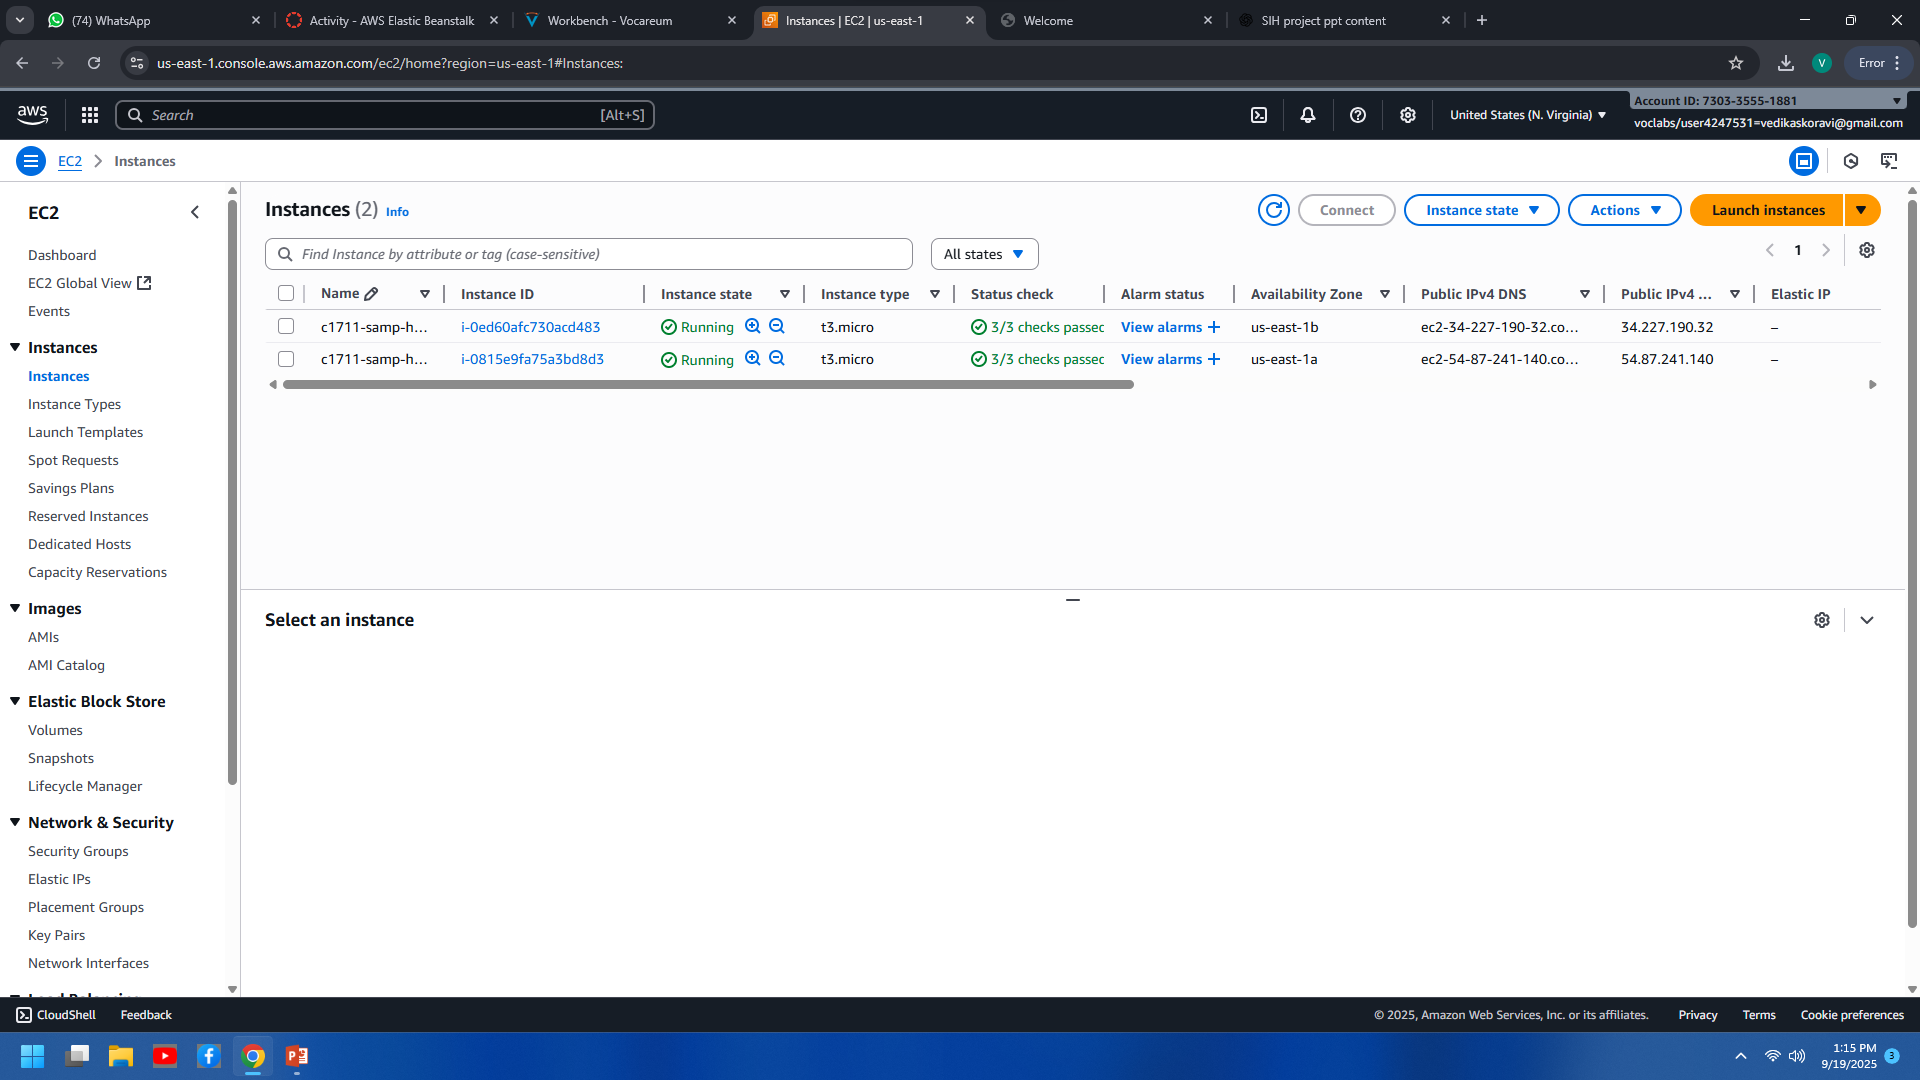 (74) WhatsApp
Activity - AWS Elastic Beanstalk
Workbench - Vocareum
Instances | EC2 | us-east-1
Welcome
SIH project ppt content
us-east-1.console.aws.amazon.com/ec2/home?region=us-east-1#Instances:
V
Error
aws
Search
[Alt+S]
United States (N. Virginia)
Account ID: 7303-3555-1881
voclabs/user4247531=vedikaskoravi@gmail.com
EC2
Instances
EC2
Dashboard
EC2 Global View
Events
Instances
Instances
Instance Types
Launch Templates
Spot Requests
Savings Plans
Reserved Instances
Dedicated Hosts
Capacity Reservations
Images
AMIs
AMI Catalog
Elastic Block Store
Volumes
Snapshots
Lifecycle Manager
Network & Security
Security Groups
Elastic IPs
Placement Groups
Key Pairs
Network Interfaces
Instances (2) Info
Connect
Instance state
Actions
Launch instances
Find Instance by attribute or tag (case-sensitive)
All states
1
Name Instance ID Instance state Instance type Status check Alarm status Availability Zone Public IPv4 DNS Public IPv4 ... Elastic IP
c1711-samp-h... i-0ed60afc730acd483 Running t3.micro 3/3 checks passec View alarms + us-east-1b ec2-34-227-190-32.co... 34.227.190.32 –
c1711-samp-h... i-0815e9fa75a3bd8d3 Running t3.micro 3/3 checks passec View alarms + us-east-1a ec2-54-87-241-140.co... 54.87.241.140 –
Select an instance
CloudShell
Feedback
© 2025, Amazon Web Services, Inc. or its affiliates.
Privacy
Terms
Cookie preferences
1:15 PM
9/19/2025
3